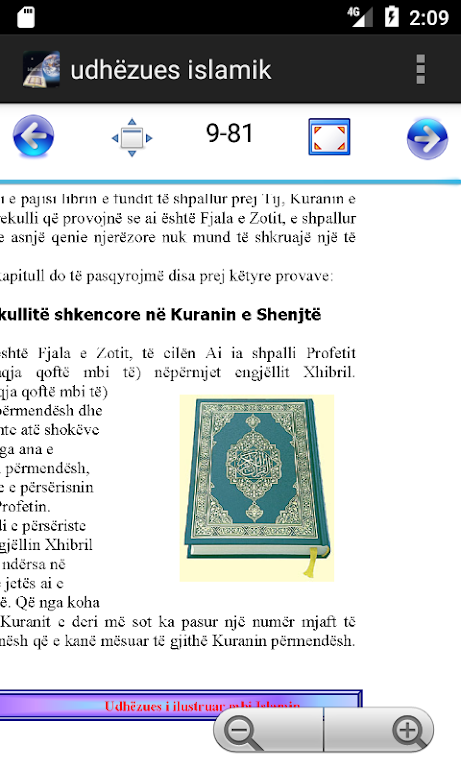 4G 2:09
udhëzues islamik
9-81
i e pajisi librin e fundit të shpallur prej Tij, Kuranin e
ekulli që provojnë se ai është Fjala e Zotit, e shpallur
e asnjë qenie njerëzore nuk mund të shkruajë një të
apitull do të pasqyrojmë disa prej këtyre provave:
kullitë shkencore në Kuranin e Shenjtë
shtë Fjala e Zotit, të cilën Ai ia shpalli Profetit
qja qoftë mbi të) nëpërmjet engjëllit Xhibril.
qja qoftë mbi të)
përmendësh dhe
nte atë shokëve
ga ana e
përmendësh,
e e përsërisnin
Profetin.
di e përsëriste
gjëllin Xhibril
ndërsa në
jetës ai e
ë. Që nga koha
Kuranit e deri më sot ka pasur një numër mjaft të
nësh që e kanë mësuar të gjithë Kuranin përmendësh.
Udhëzues i ilustruar mbi Islamin